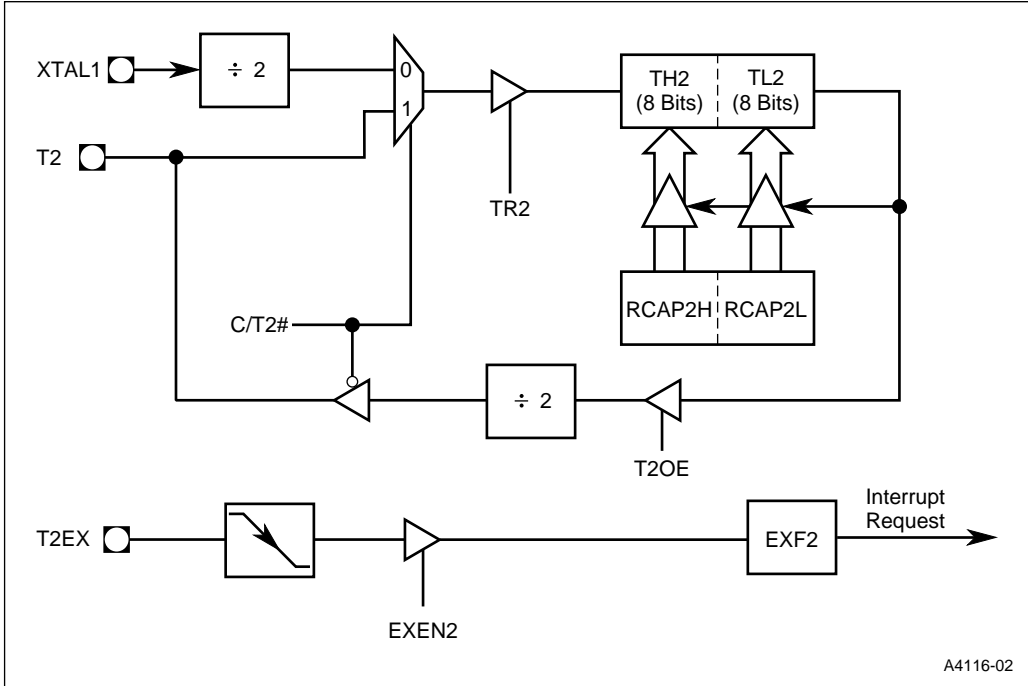 XTAL1
÷ 2
0
1
TH2
(8 Bits)
TL2
(8 Bits)
T2
TR2
RCAP2H
RCAP2L
C/T2#
÷ 2
T2OE
T2EX
EXEN2
EXF2
Interrupt
Request
A4116-02